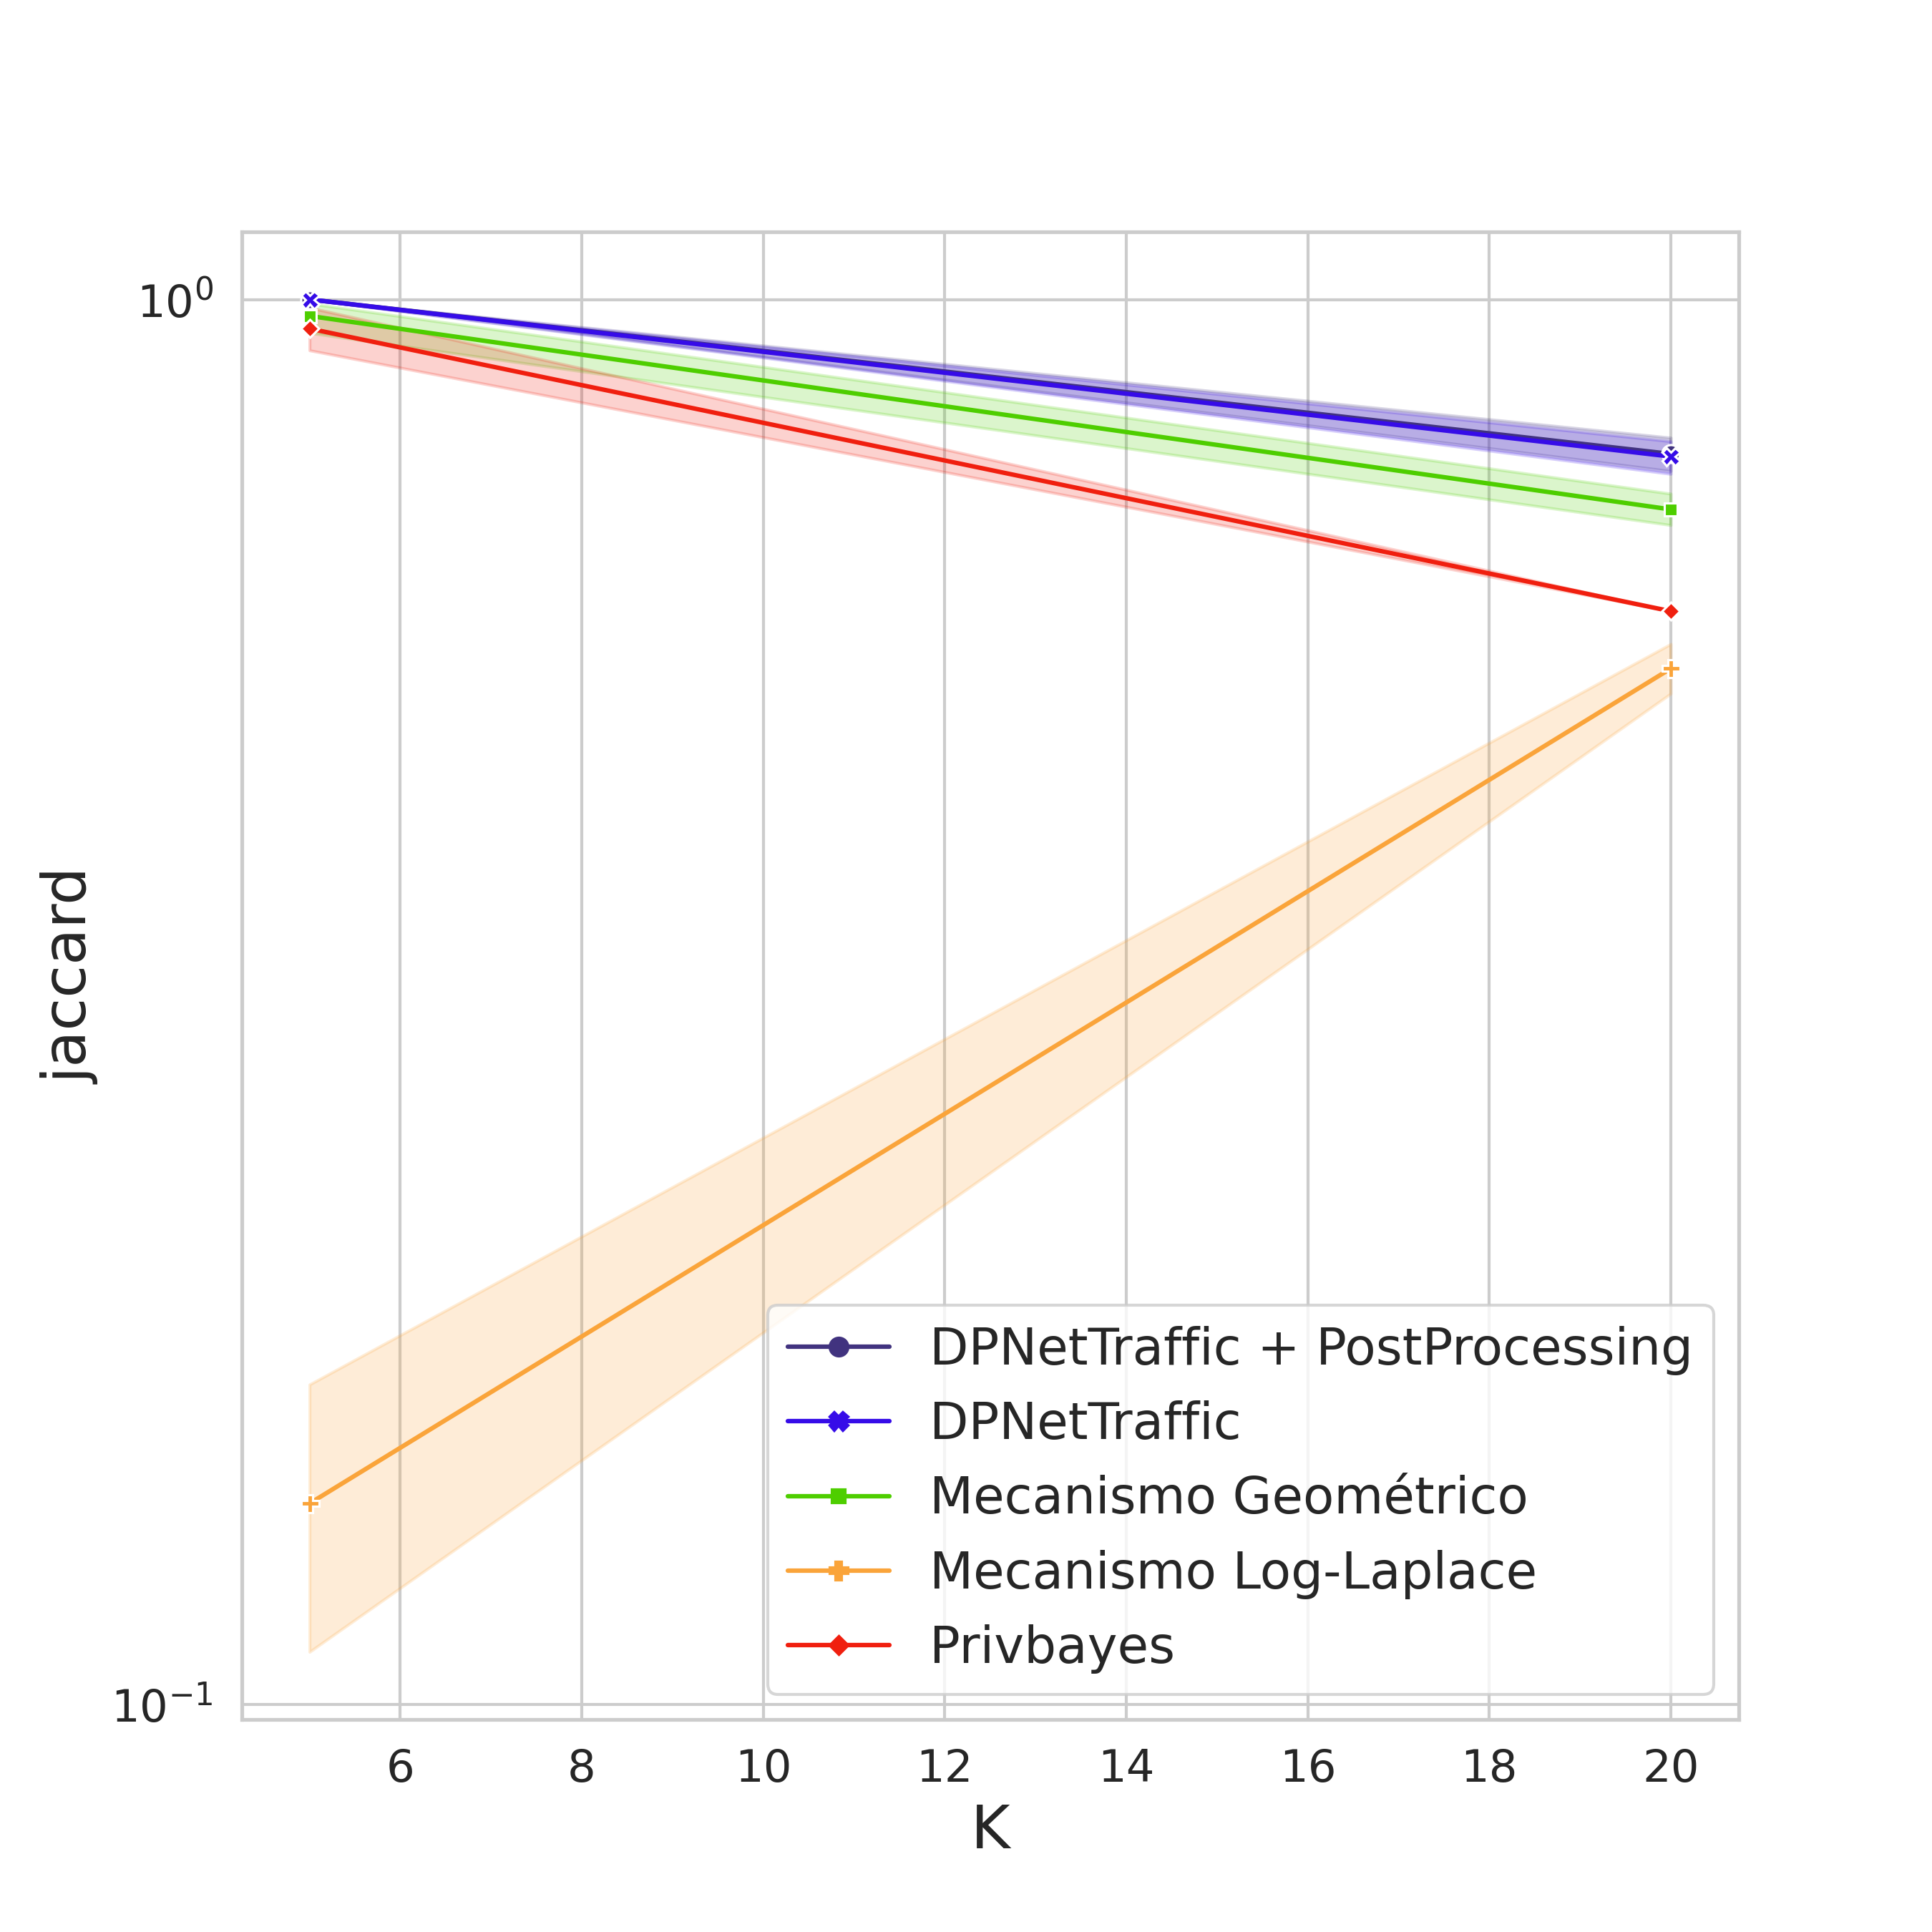 10⁰
jaccard
10⁻¹
DPNetTraffic + PostProcessing
DPNetTraffic
Mecanismo Geométrico
Mecanismo Log-Laplace
Privbayes
6 8 10 12 14 16 18 20
K